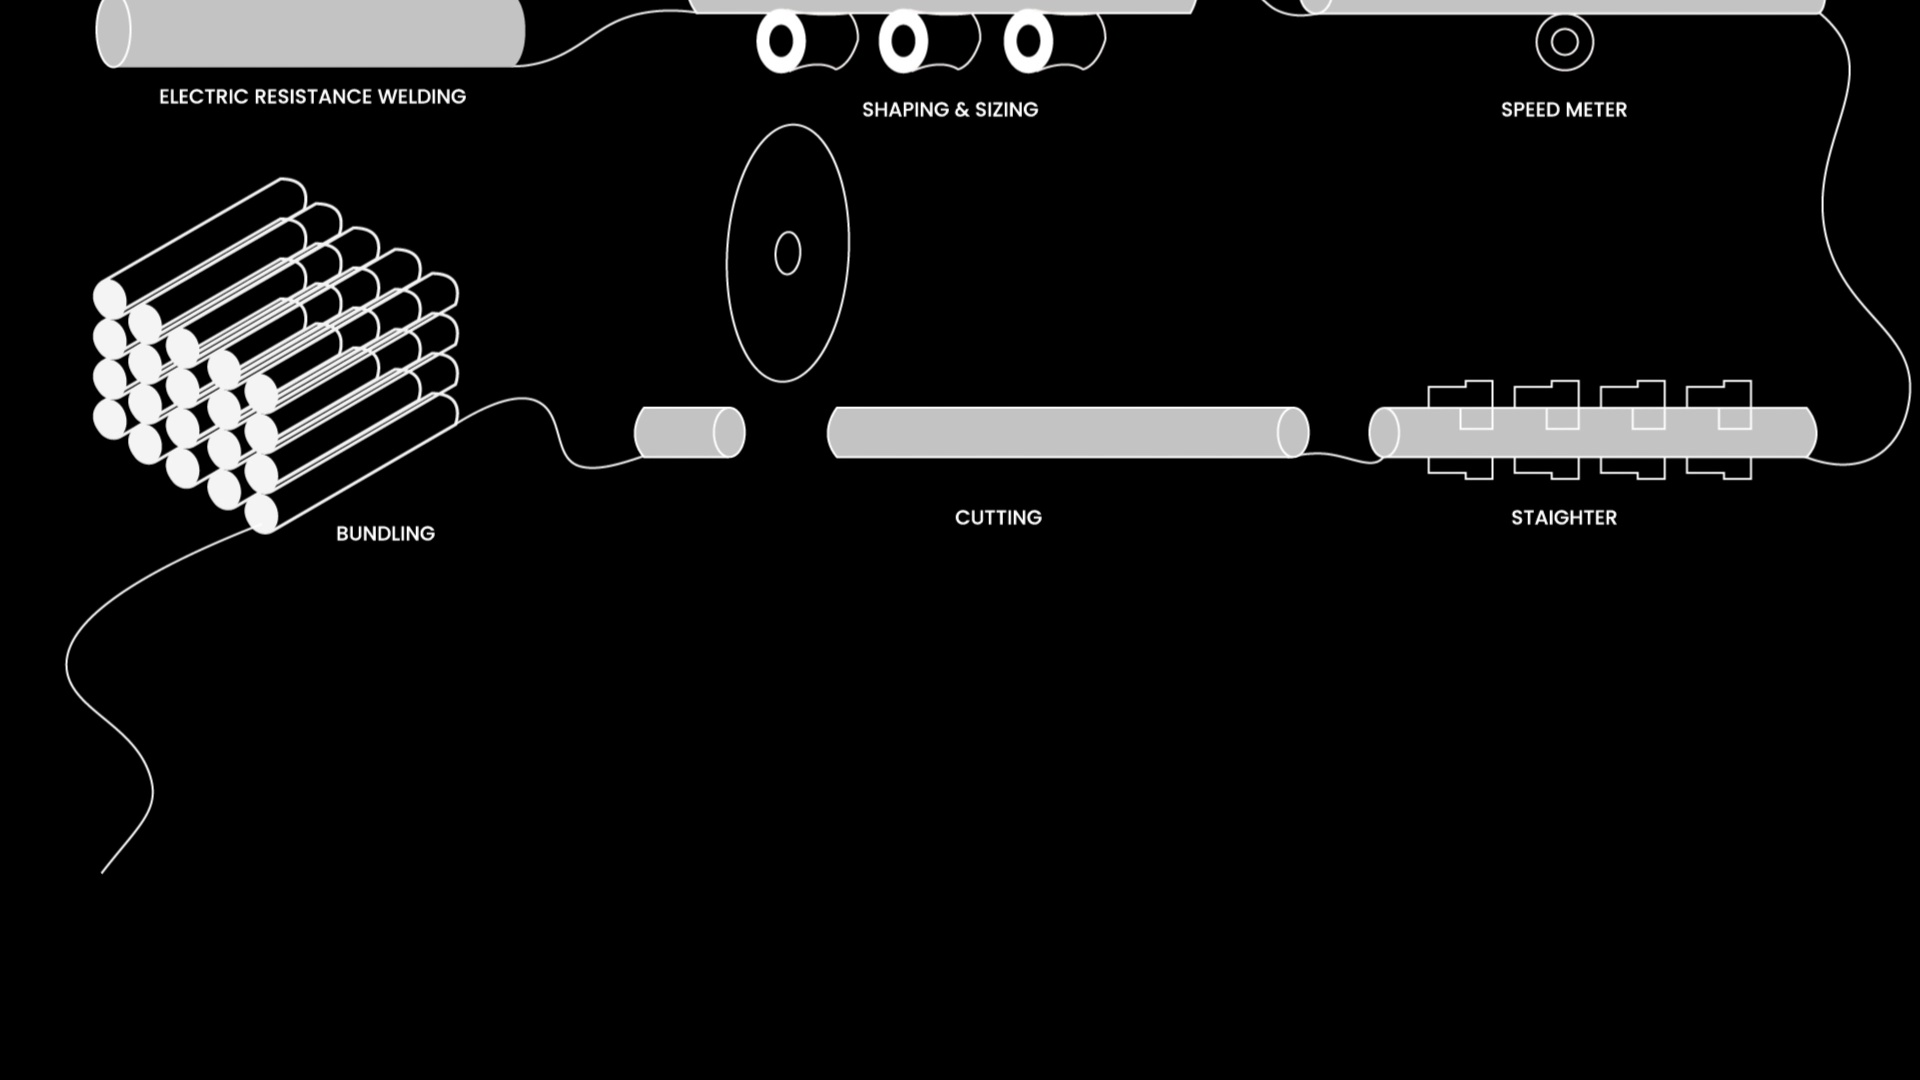 ELECTRIC RESISTANCE WELDING
SHAPING & SIZING
SPEED METER
BUNDLING
CUTTING
STAIGHTER